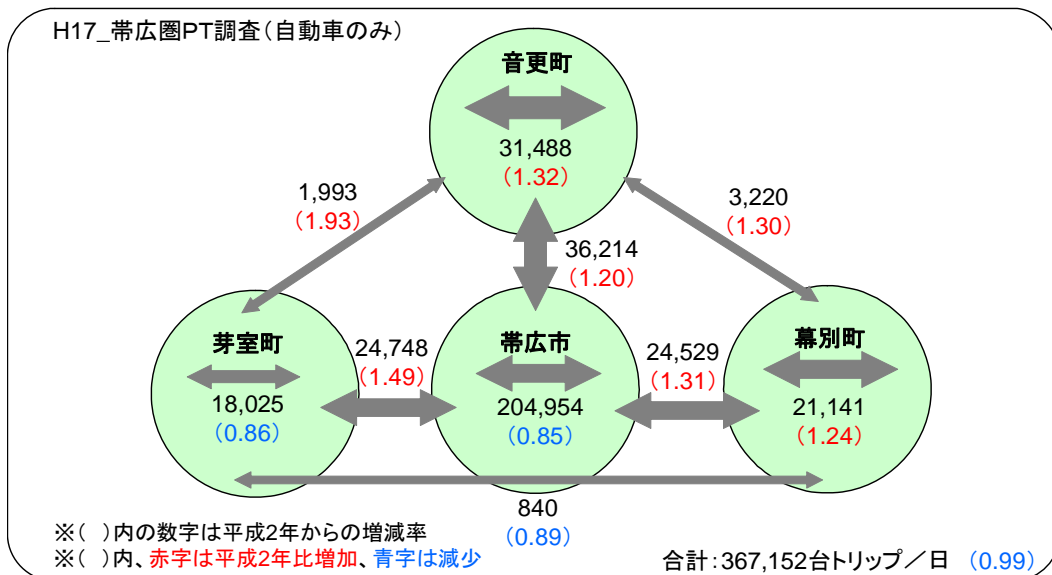 H17_帯広圏PT調査（自動車のみ）
音更町
31,488
（1.32）
1,993
（1.93）
3,220
（1.30）
36,214
（1.20）
芽室町
18,025
（0.86）
24,748
（1.49）
帯広市
204,954
（0.85）
24,529
（1.31）
幕別町
21,141
（1.24）
840
（0.89）
※（　）内の数字は平成2年からの増減率
※（　）内、赤字は平成2年比増加、青字は減少
合計：367,152台トリップ／日　（0.99）